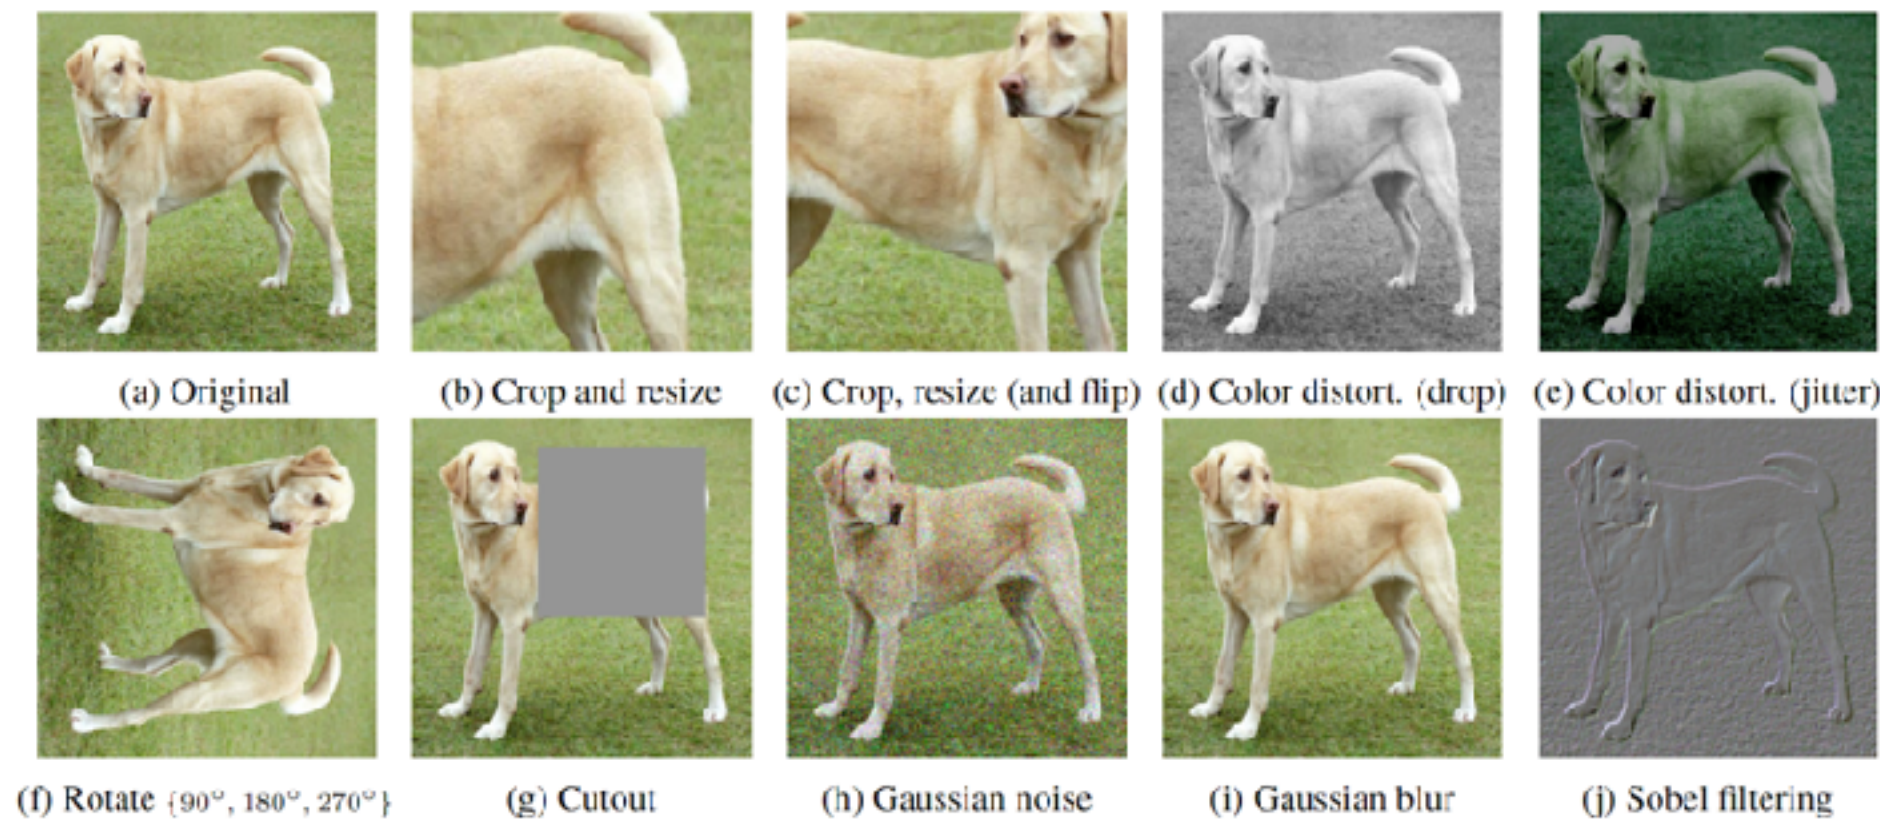 (a) Original
(b) Crop and resize
(c) Crop, resize (and flip)
(d) Color distort. (drop)
(e) Color distort. (jitter)
(f) Rotate {90°, 180°, 270°}
(g) Cutout
(h) Gaussian noise
(i) Gaussian blur
(j) Sobel filtering